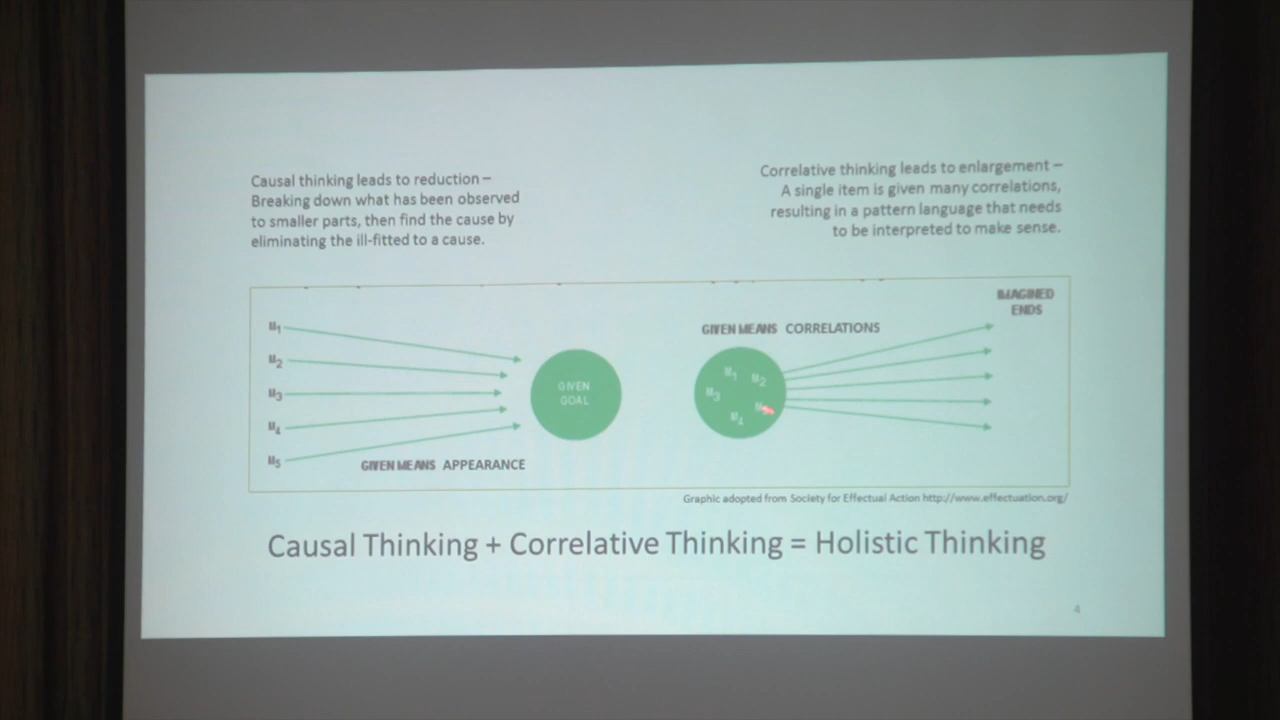 Causal thinking leads to reduction –
Breaking down what has been observed
to smaller parts, then find the cause by
eliminating the ill-fitted to a cause.
Correlative thinking leads to enlargement –
A single item is given many correlations,
resulting in a pattern language that needs
to be interpreted to make sense.
M1
M2
M3
M4
M5
GIVEN MEANS APPEARANCE
GIVEN
GOAL
GIVEN MEANS CORRELATIONS
M1
M2
M3
M4
IMAGINED
ENDS
Graphic adopted from Society for Effectual Action http://www.effectuation.org/
Causal Thinking + Correlative Thinking = Holistic Thinking
4